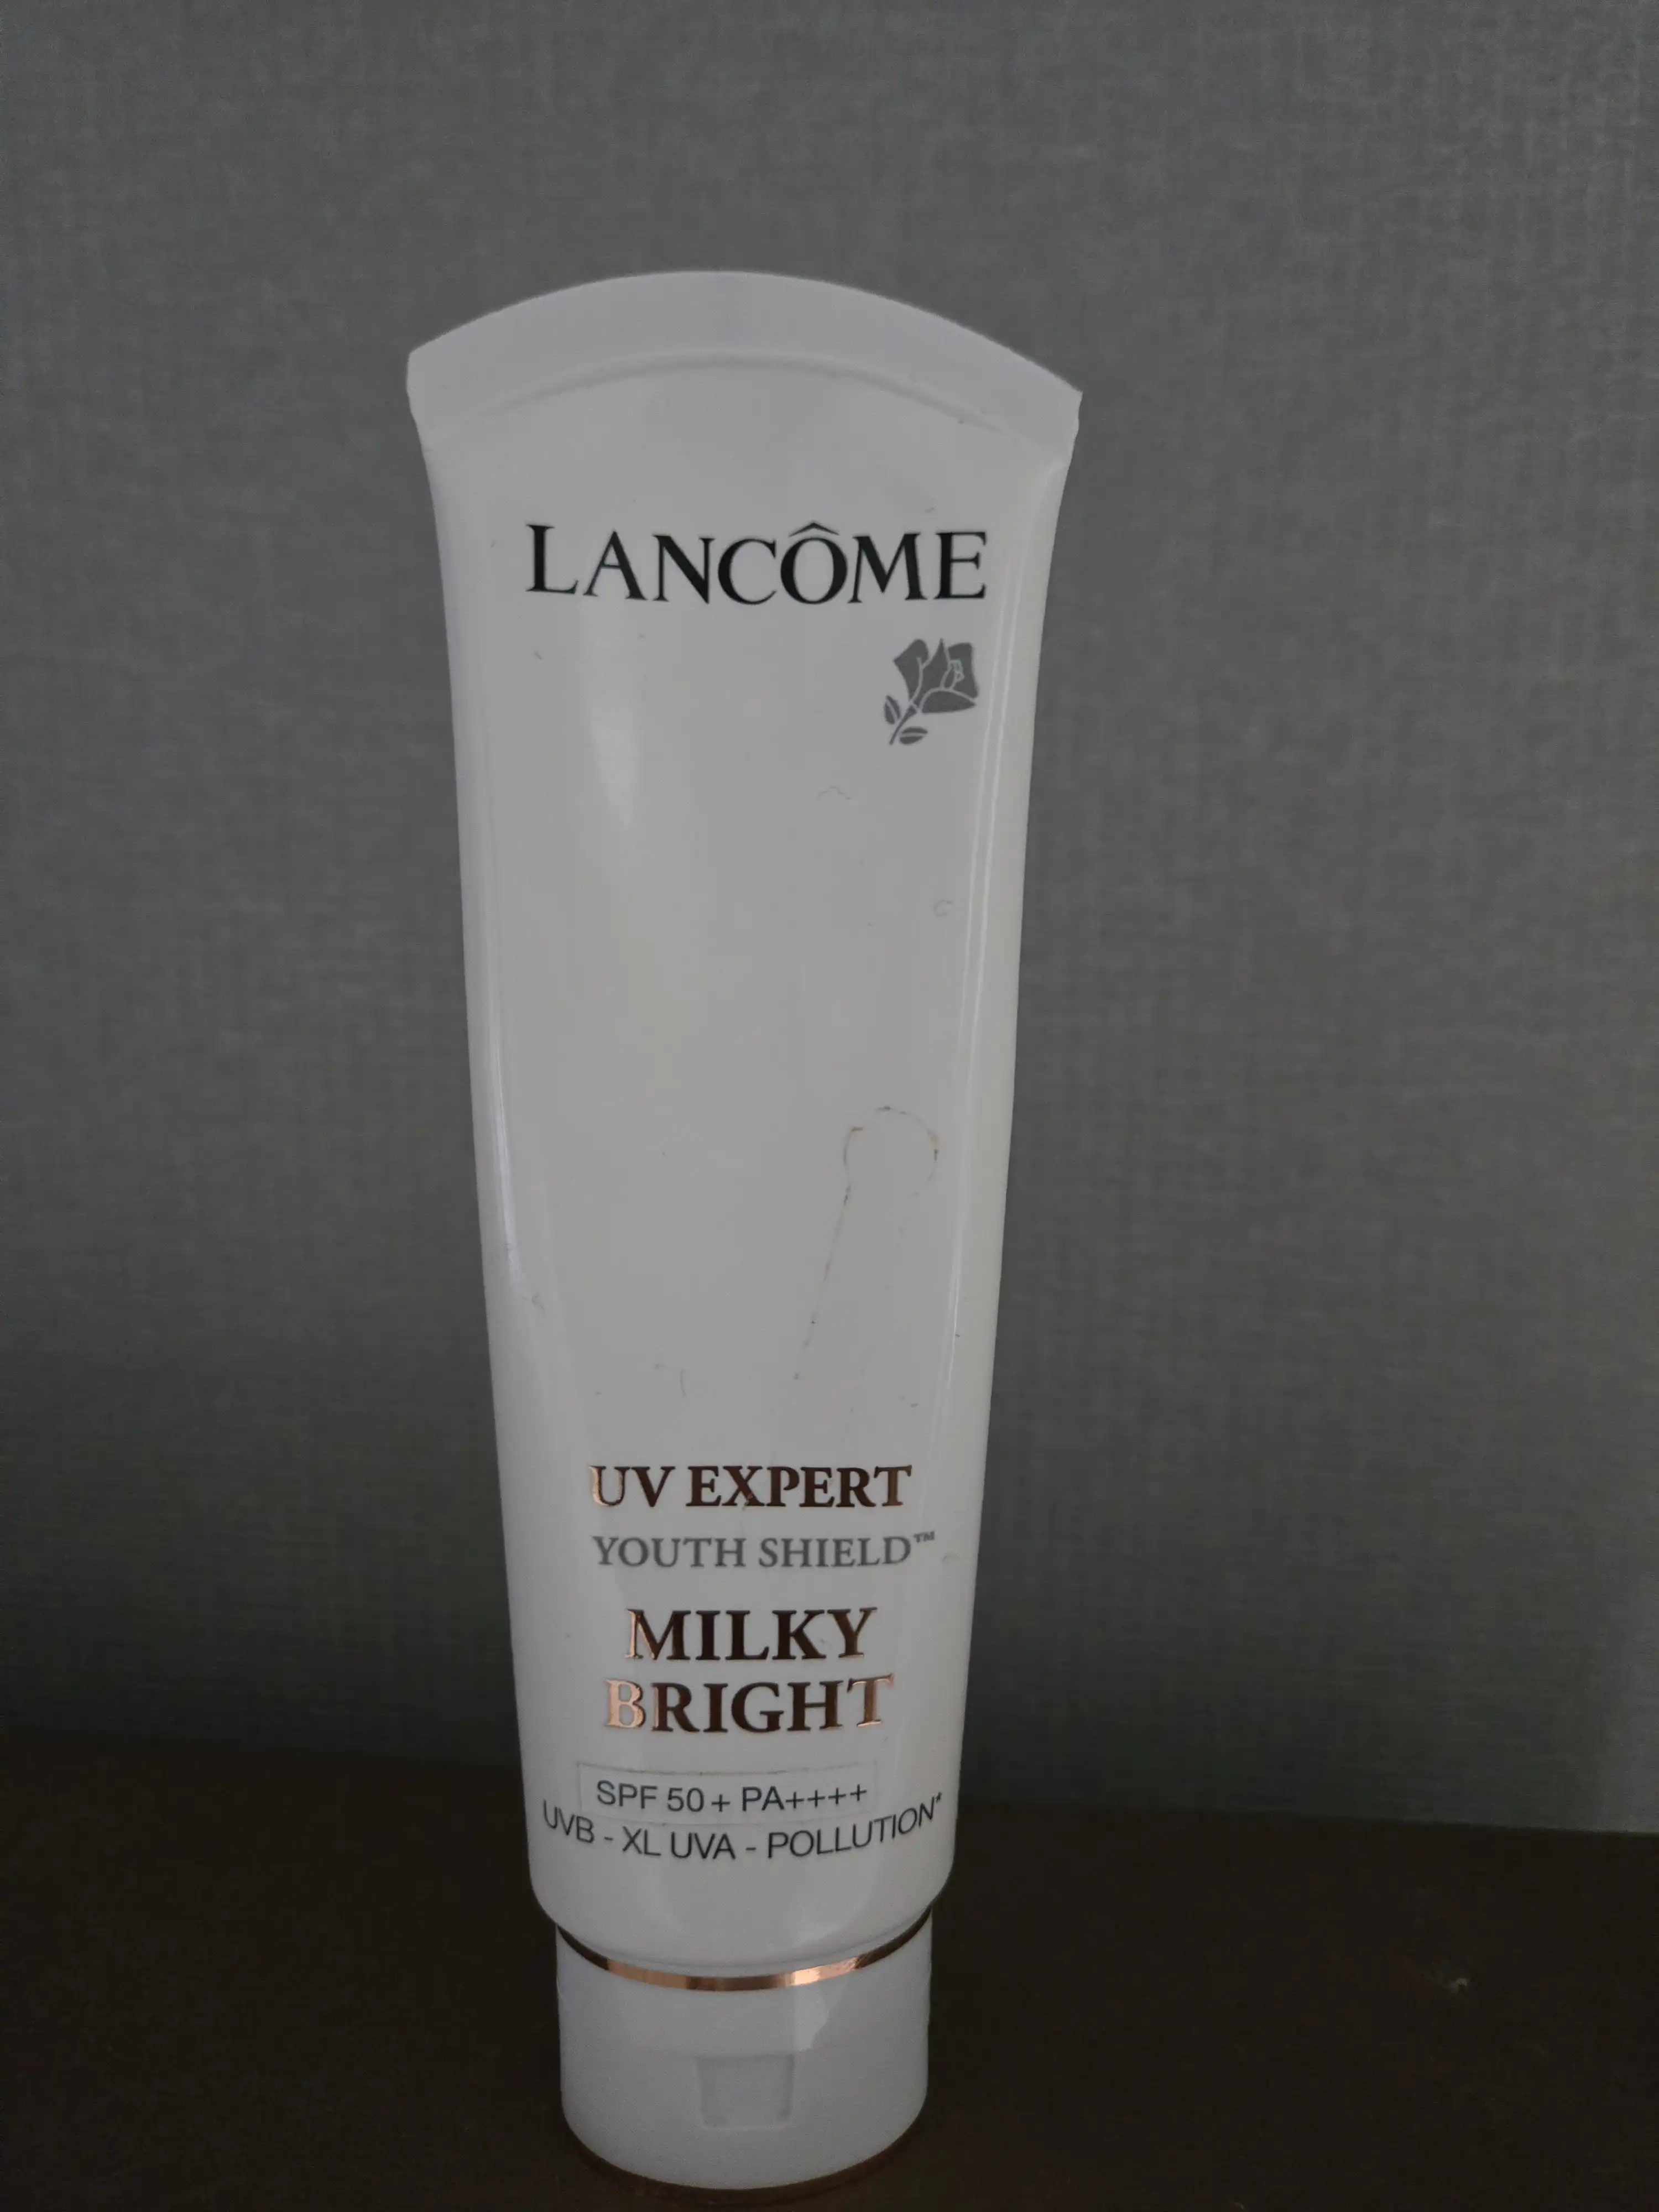 LANCÔME
UV EXPERT
YOUTH SHIELD™
MILKY
BRIGHT
SPF 50+ PA++++
UVB - XL UVA - POLLUTION*